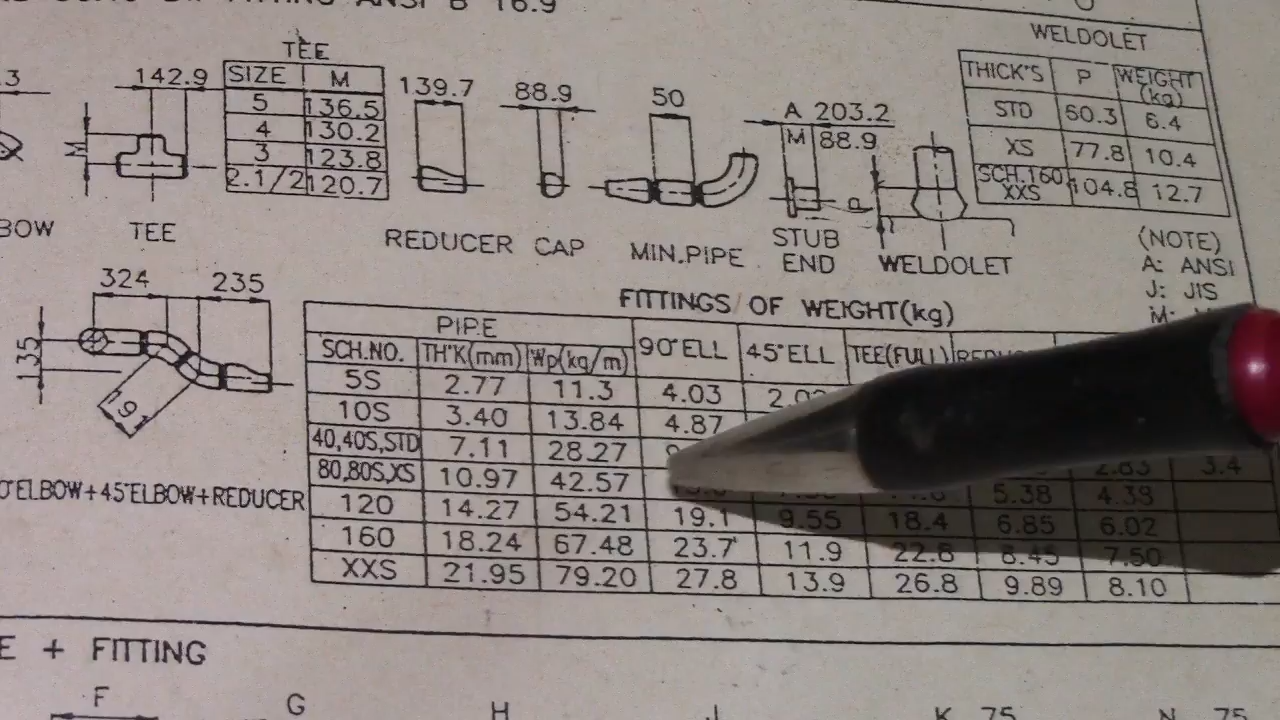 FITTING ANSI B 16.9
WELDOLET
THICK'S P WEIGHT (kg)
STD 60.3 6.4
XS 77.8 10.4
SCH.160 XXS 104.8 12.7
TEE
SIZE M
5 136.5
4 130.2
3 123.8
2.1/2 120.7
142.9
139.7
88.9
50
A 203.2
M 88.9
M
a
TEE
REDUCER
CAP
MIN.PIPE
STUB END
WELDOLET
(NOTE)
A: ANSI
J: JIS
M:
324
235
135
191
ELBOW+45°ELBOW+REDUCER
FITTINGS OF WEIGHT(kg)
PIPE 90°ELL 45°ELL TEE(FULL)
SCH.NO. TH'K(mm) Wp(kg/m)
5S 2.77 11.3 4.03
10S 3.40 13.84 4.87
40,40S,STD 7.11 28.27 2.83 3.4
80,80S,XS 10.97 42.57 5.38 4.39
120 14.27 54.21 19.1 9.55 18.4 6.85 6.02
160 18.24 67.48 23.7 11.9 22.6 8.45 7.50
XXS 21.95 79.20 27.8 13.9 26.8 9.89 8.10
E + FITTING
F
G
H
J
K 75
N 75